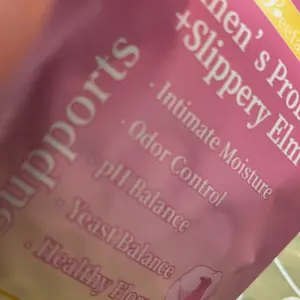 men's Pro
+Slippery Elm
Supports
· Intimate Moisture
· Odor Control
· pH Balance
· Yeast Balance
· Healthy